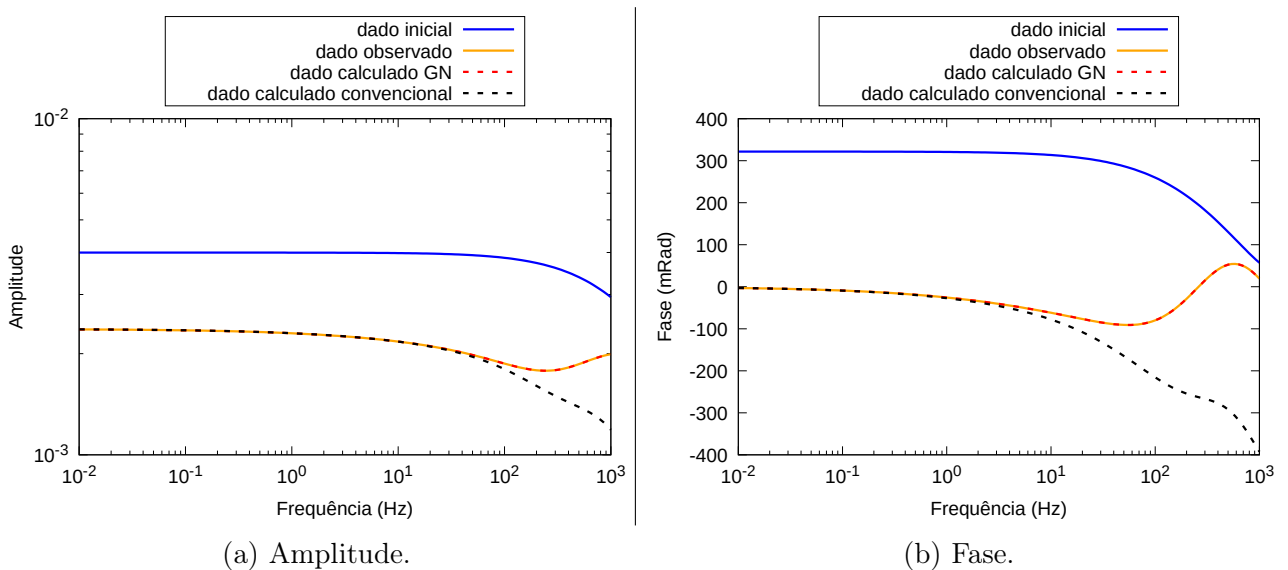 dado inicial
dado observado
dado calculado GN
dado calculado convencional
10^-2
10^-3
Amplitude
10^-2 10^-1 10^0 10^1 10^2 10^3
Frequência (Hz)
(a) Amplitude.
dado inicial
dado observado
dado calculado GN
dado calculado convencional
400
300
200
100
0
-100
-200
-300
-400
Fase (mRad)
10^-2 10^-1 10^0 10^1 10^2 10^3
Frequência (Hz)
(b) Fase.